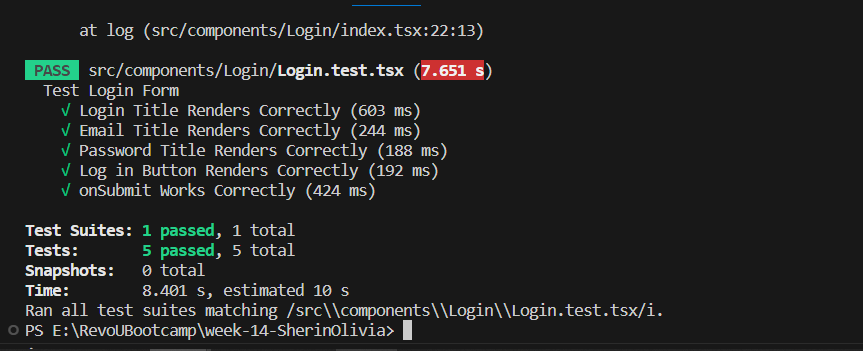 at log (src/components/Login/index.tsx:22:13)
PASS src/components/Login/Login.test.tsx (7.651 s)
Test Login Form
√ Login Title Renders Correctly (603 ms)
√ Email Title Renders Correctly (244 ms)
√ Password Title Renders Correctly (188 ms)
√ Log in Button Renders Correctly (192 ms)
√ onSubmit Works Correctly (424 ms)
Test Suites: 1 passed, 1 total
Tests: 5 passed, 5 total
Snapshots: 0 total
Time: 8.401 s, estimated 10 s
Ran all test suites matching /src\\components\\Login\\Login.test.tsx/i.
PS E:\RevoUBootcamp\week-14-SherinOlivia>